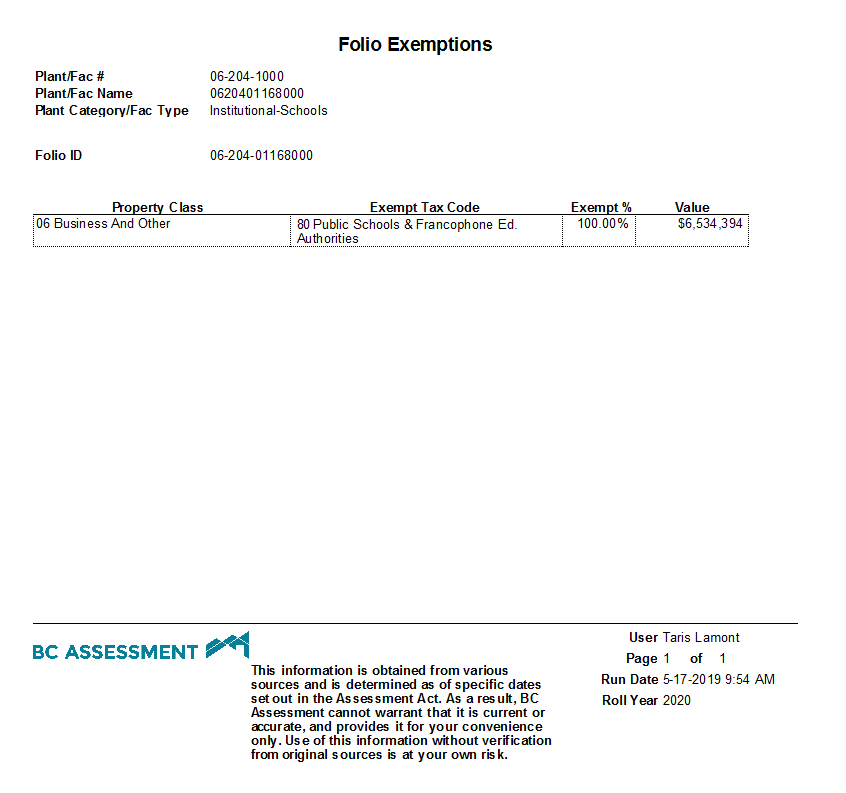 Folio Exemptions
Plant/Fac # 06-204-1000
Plant/Fac Name 0620401168000
Plant Category/Fac Type Institutional-Schools
Folio ID 06-204-01168000
Property Class Exempt Tax Code Exempt % Value
06 Business And Other 80 Public Schools & Francophone Ed. 100.00% $6,534,394
Authorities
BC ASSESSMENT
This information is obtained from various
sources and is determined as of specific dates
set out in the Assessment Act. As a result, BC
Assessment cannot warrant that it is current or
accurate, and provides it for your convenience
only. Use of this information without verification
from original sources is at your own risk.
User Taris Lamont
Page 1 of 1
Run Date 5-17-2019 9:54 AM
Roll Year 2020